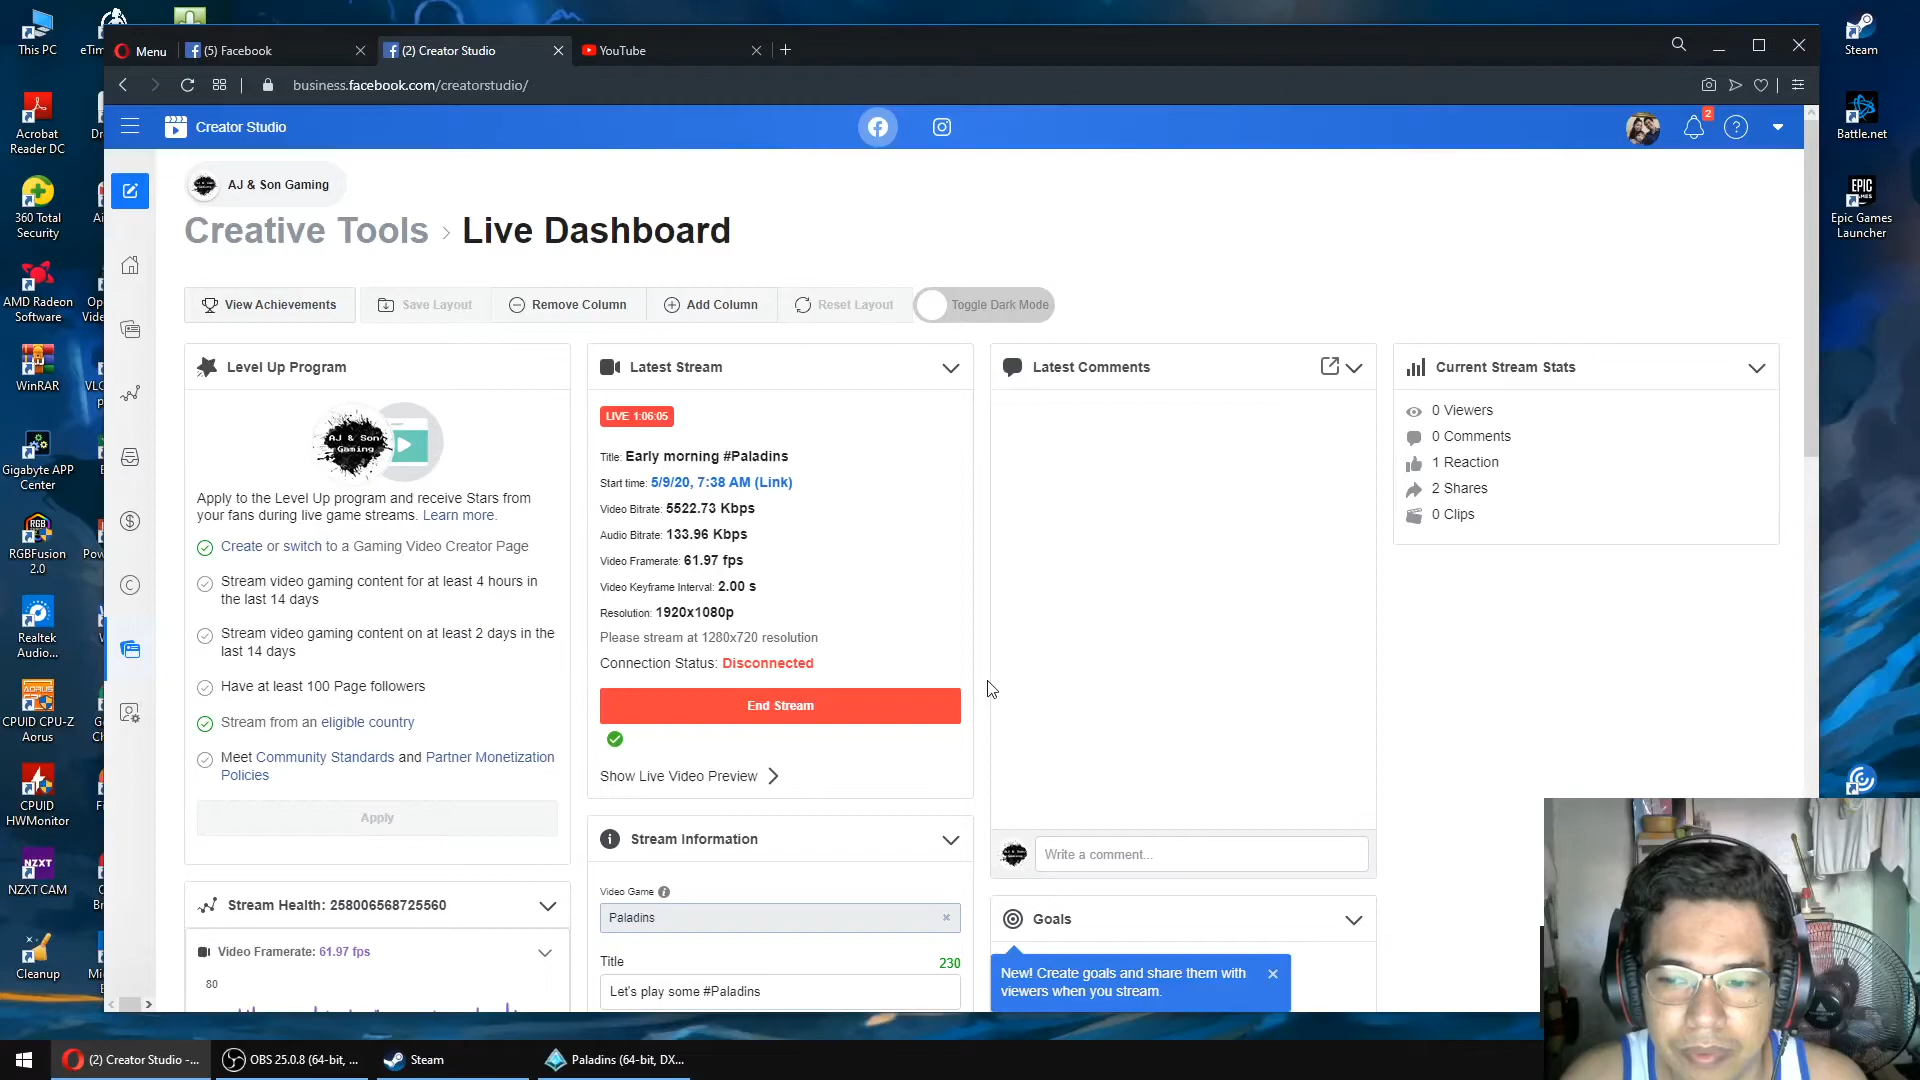 This PC
eTim
Steam
Menu
(5) Facebook
(2) Creator Studio
YouTube
business.facebook.com/creatorstudio/
Acrobat
Reader DC
Battle.net
Creator Studio
2
AJ & Son Gaming
Creative Tools › Live Dashboard
360 Total
Security
EPIC
GAMES
Epic Games
Launcher
AMD Radeon
Software
View Achievements
Save Layout
Remove Column
Add Column
Reset Layout
Toggle Dark Mode
WinRAR
Level Up Program
AJ & Son
Gaming
Apply to the Level Up program and receive Stars from
your fans during live game streams. Learn more.
Create or switch to a Gaming Video Creator Page
Stream video gaming content for at least 4 hours in
the last 14 days
Stream video gaming content on at least 2 days in the
last 14 days
Have at least 100 Page followers
Stream from an eligible country
Meet Community Standards and Partner Monetization
Policies
Apply
Stream Health: 258006568725560
Video Framerate: 61.97 fps
80
Latest Stream
LIVE 1:06:05
Title: Early morning #Paladins
Start time: 5/9/20, 7:38 AM (Link)
Video Bitrate: 5522.73 Kbps
Audio Bitrate: 133.96 Kbps
Video Framerate: 61.97 fps
Video Keyframe Interval: 2.00 s
Resolution: 1920x1080p
Please stream at 1280x720 resolution
Connection Status: Disconnected
End Stream
Show Live Video Preview
Stream Information
Video Game
Paladins
Title
230
Let's play some #Paladins
Latest Comments
Write a comment...
Goals
New! Create goals and share them with
viewers when you stream.
Current Stream Stats
0 Viewers
0 Comments
1 Reaction
2 Shares
0 Clips
Gigabyte APP
Center
RGB
RGBFusion
2.0
Realtek
Audio...
AORUS
CPUID CPU-Z
Aorus
CPUID
HWMonitor
NZXT
NZXT CAM
Cleanup
(2) Creator Studio -...
OBS 25.0.8 (64-bit, ...
Steam
Paladins (64-bit, DX...